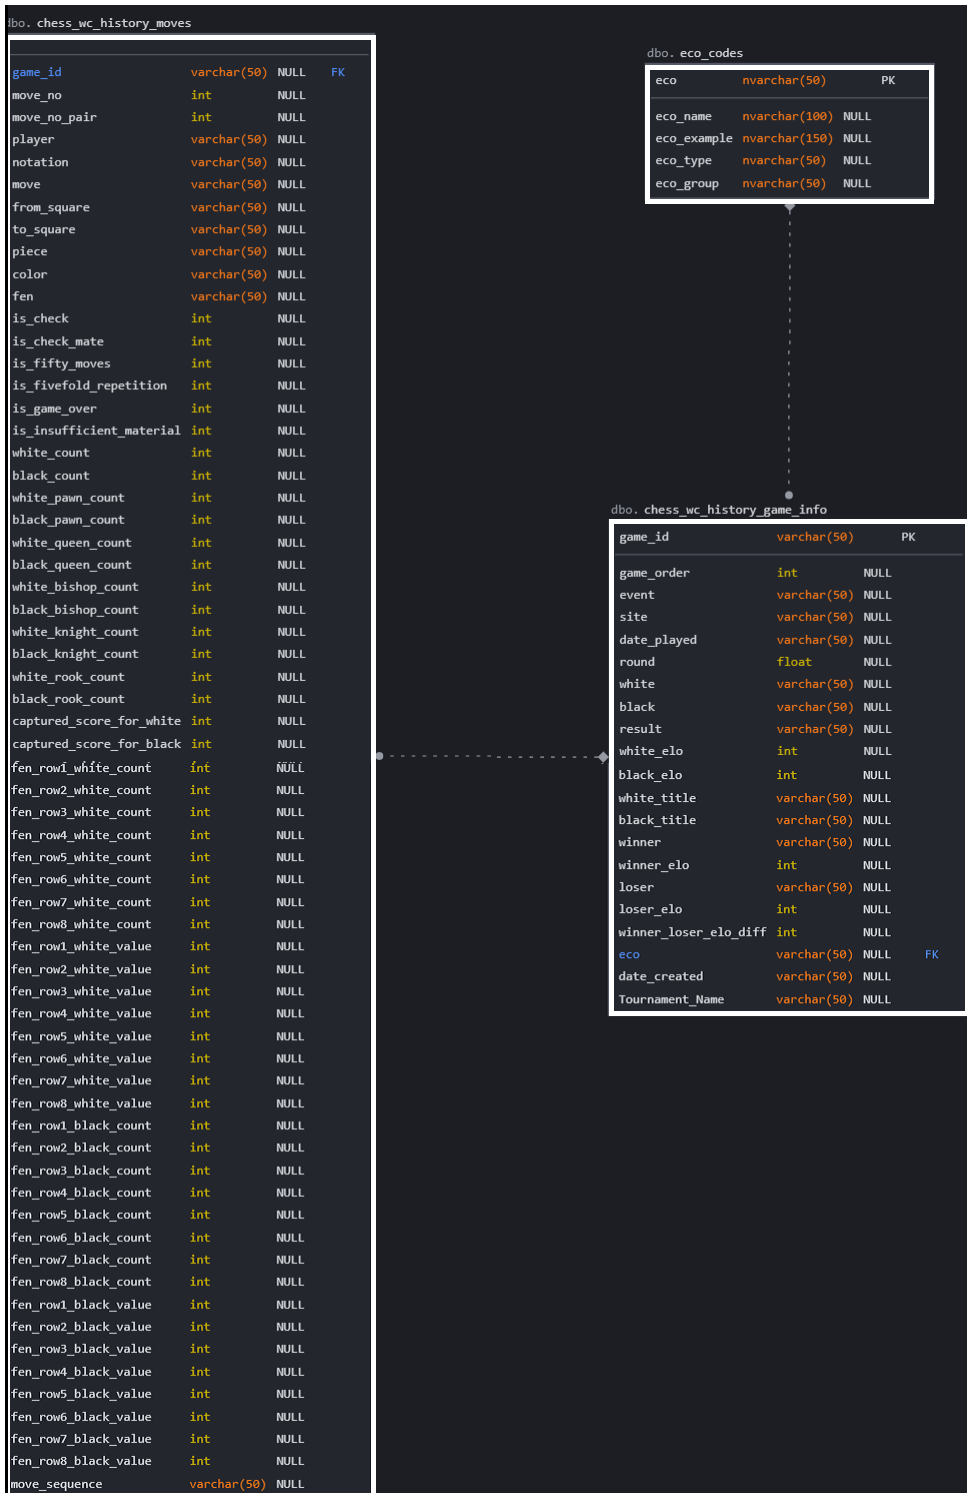 dbo. chess_wc_history_moves
game_id varchar(50) NULL FK
move_no int NULL
move_no_pair int NULL
player varchar(50) NULL
notation varchar(50) NULL
move varchar(50) NULL
from_square varchar(50) NULL
to_square varchar(50) NULL
piece varchar(50) NULL
color varchar(50) NULL
fen varchar(50) NULL
is_check int NULL
is_check_mate int NULL
is_fifty_moves int NULL
is_fivefold_repetition int NULL
is_game_over int NULL
is_insufficient_material int NULL
white_count int NULL
black_count int NULL
white_pawn_count int NULL
black_pawn_count int NULL
white_queen_count int NULL
black_queen_count int NULL
white_bishop_count int NULL
black_bishop_count int NULL
white_knight_count int NULL
black_knight_count int NULL
white_rook_count int NULL
black_rook_count int NULL
captured_score_for_white int NULL
captured_score_for_black int NULL
fen_row1_white_count int NULL
fen_row2_white_count int NULL
fen_row3_white_count int NULL
fen_row4_white_count int NULL
fen_row5_white_count int NULL
fen_row6_white_count int NULL
fen_row7_white_count int NULL
fen_row8_white_count int NULL
fen_row1_white_value int NULL
fen_row2_white_value int NULL
fen_row3_white_value int NULL
fen_row4_white_value int NULL
fen_row5_white_value int NULL
fen_row6_white_value int NULL
fen_row7_white_value int NULL
fen_row8_white_value int NULL
fen_row1_black_count int NULL
fen_row2_black_count int NULL
fen_row3_black_count int NULL
fen_row4_black_count int NULL
fen_row5_black_count int NULL
fen_row6_black_count int NULL
fen_row7_black_count int NULL
fen_row8_black_count int NULL
fen_row1_black_value int NULL
fen_row2_black_value int NULL
fen_row3_black_value int NULL
fen_row4_black_value int NULL
fen_row5_black_value int NULL
fen_row6_black_value int NULL
fen_row7_black_value int NULL
fen_row8_black_value int NULL
move_sequence varchar(50) NULL
dbo. eco_codes
eco nvarchar(50) PK
eco_name nvarchar(100) NULL
eco_example nvarchar(150) NULL
eco_type nvarchar(50) NULL
eco_group nvarchar(50) NULL
dbo. chess_wc_history_game_info
game_id varchar(50) PK
game_order int NULL
event varchar(50) NULL
site varchar(50) NULL
date_played varchar(50) NULL
round float NULL
white varchar(50) NULL
black varchar(50) NULL
result varchar(50) NULL
white_elo int NULL
black_elo int NULL
white_title varchar(50) NULL
black_title varchar(50) NULL
winner varchar(50) NULL
winner_elo int NULL
loser varchar(50) NULL
loser_elo int NULL
winner_loser_elo_diff int NULL
eco varchar(50) NULL FK
date_created varchar(50) NULL
Tournament_Name varchar(50) NULL